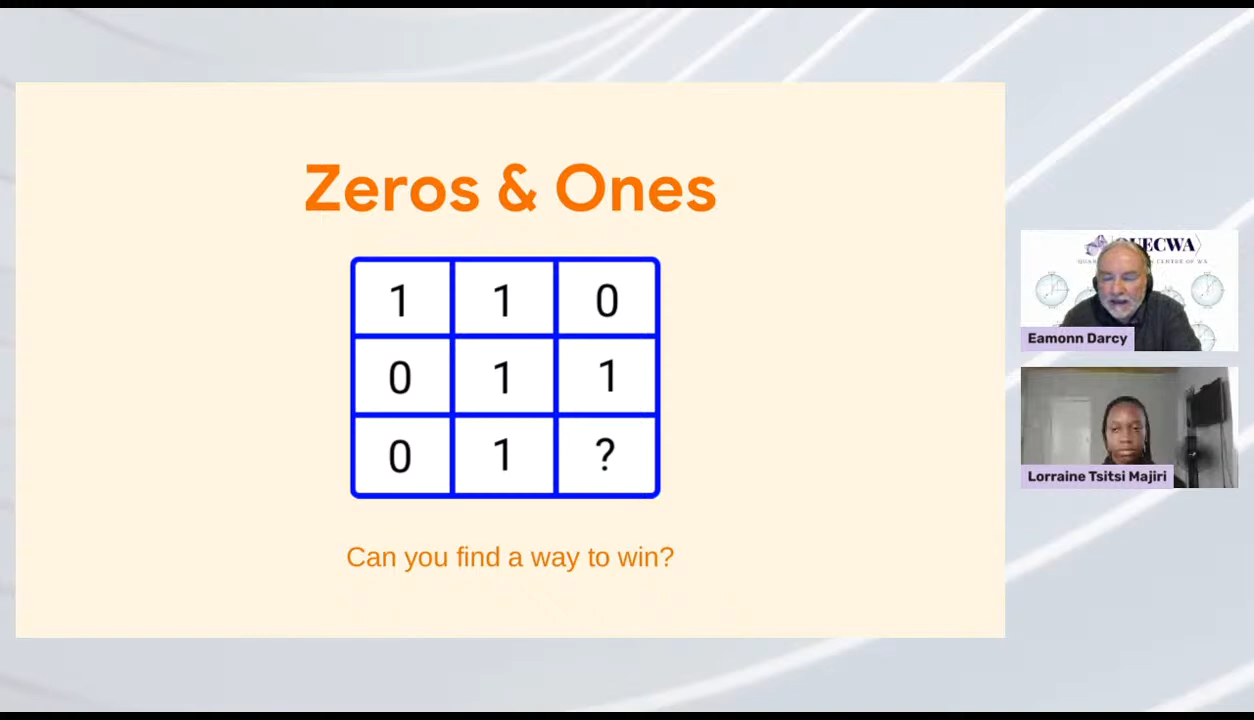 Zeros & Ones
1 1 0
0 1 1
0 1 ?
Can you find a way to win?
Eamonn Darcy
Lorraine Tsitsi Majiri